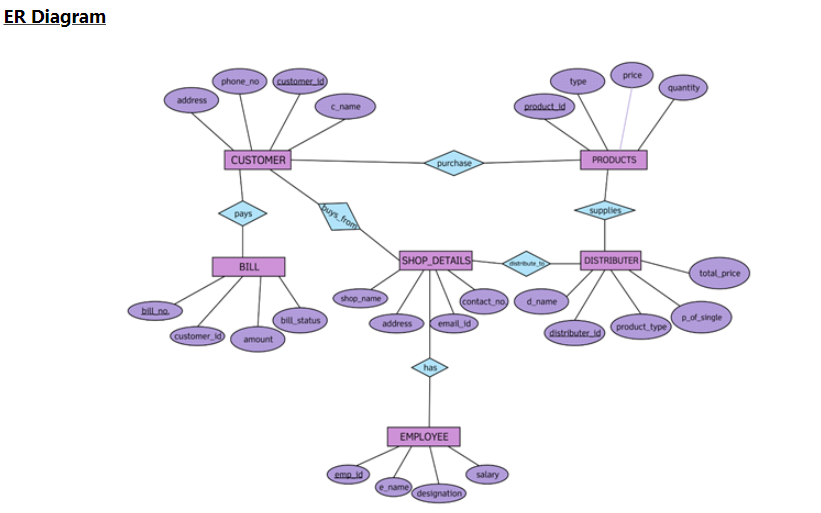 ER Diagram
phone_no
customer_id
address
c_name
type
price
quantity
product_id
CUSTOMER
purchase
PRODUCTS
pays
buys_from
supplies
BILL
SHOP_DETAILS
distribute_to
DISTRIBUTER
total_price
bill_no.
customer_id
amount
bill_status
shop_name
address
email_id
contact_no
d_name
distributer_id
product_type
p_of_single
has
EMPLOYEE
emp_id
e_name
designation
salary